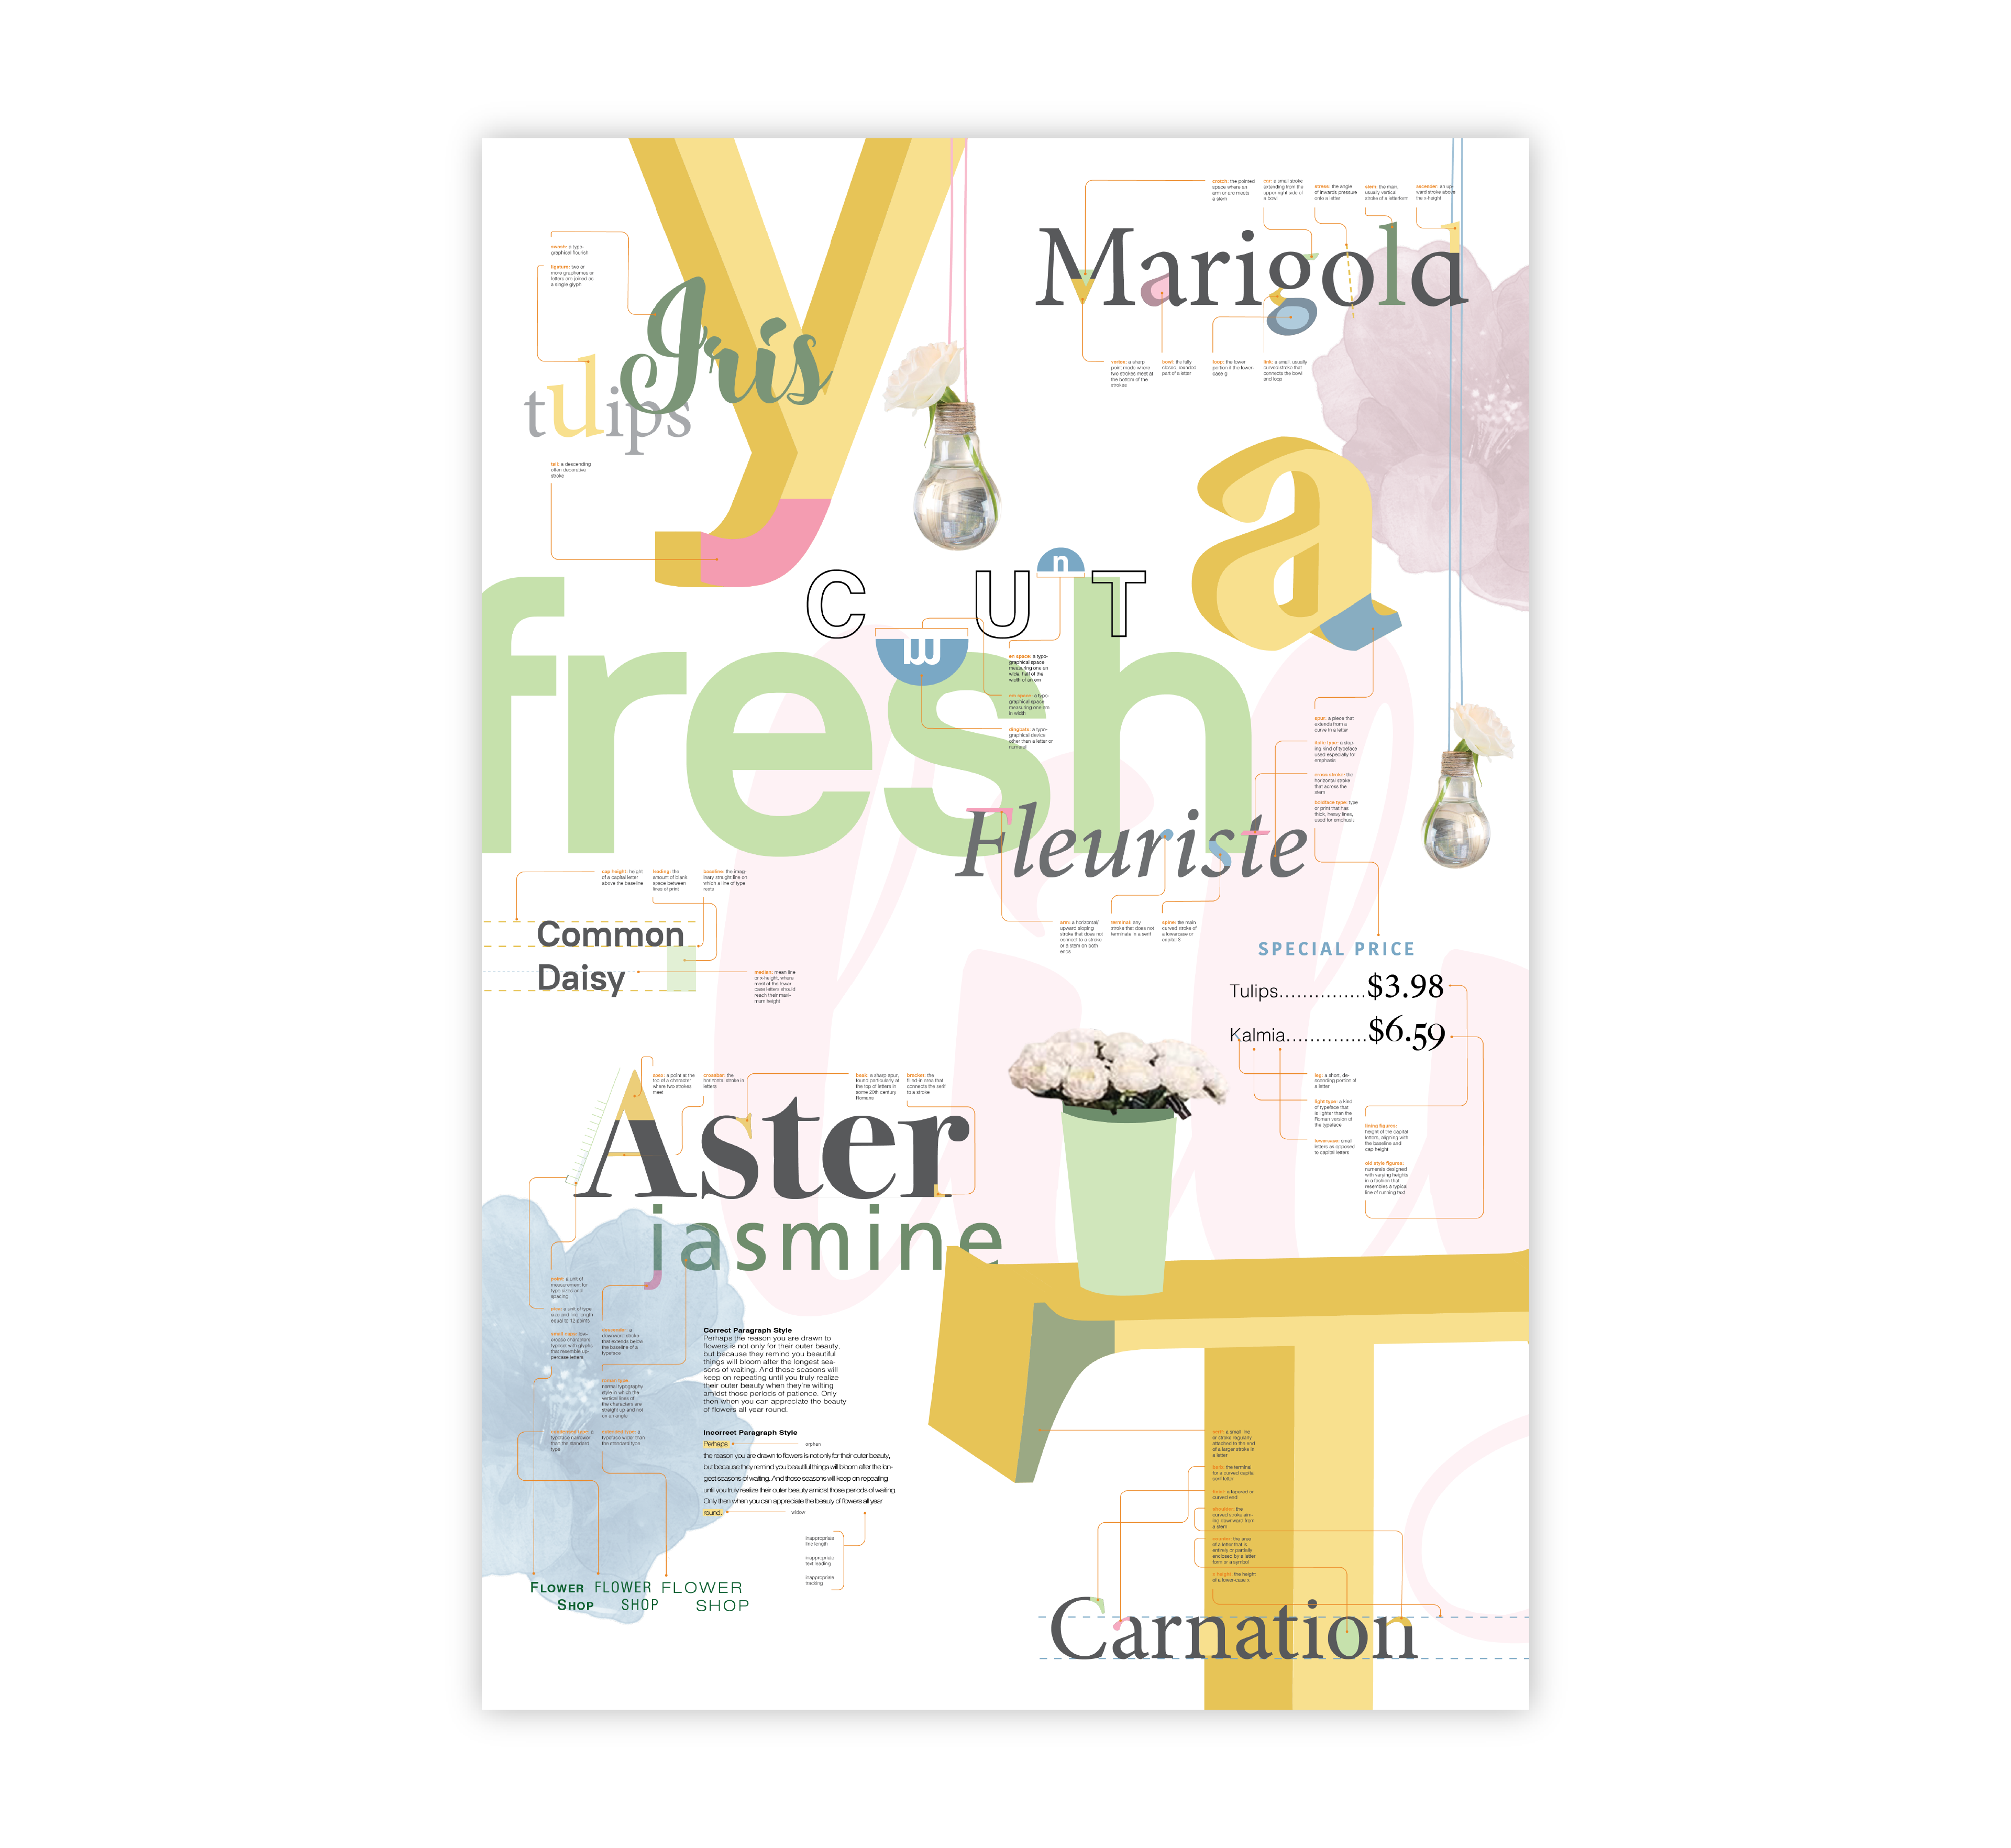 y
crotch: the pointed
space where an
arm or arc meets
a stem
ear: a small stroke
extending from the
upper-right side of
a bowl
stress: the angle
of inwards pressure
onto a letter
stem: the main,
usually vertical
stroke of a letterform
ascender: an up-
ward stroke above
the x-height
Marigold
vertex: a sharp
point made where
two strokes meet at
the bottom of the
strokes
bowl: the fully
closed, rounded
part of a letter
loop: the lower
portion if the lower-
case g
link: a small, usually
curved stroke that
connects the bowl
and loop
swash: a typo-
graphical flourish
ligature: two or
more graphemes or
letters are joined as
a single glyph
Iris
tulips
tail: a descending
often decorative
stroke
a
CUT
n
m
fresh
en space: a typo-
graphical space
measuring one en
wide, half of the
width of an em
em space: a typo-
graphical space
measuring one em
in width
dingbats: a typo-
graphical device
other than a letter or
numeral
spur: a piece that
extends from a
curve in a letter
italic type: a slop-
ing kind of typeface
used especially for
emphasis
cross stroke: the
horizontal stroke
that across the
stem
boldface type: type
or print that has
thick, heavy lines,
used for emphasis
Fleuriste
arm: a horizontal/
upward sloping
stroke that does not
connect to a stroke
or a stem on both
ends
terminal: any
stroke that does not
terminate in a serif
spine: the main
curved stroke of
a lowercase or
capital S
cap height: height
of a capital letter
above the baseline
leading: the
amount of blank
space between
lines of print
baseline: the imag-
inary straight line on
which a line of type
rests
Common
Daisy
median: mean line
or x-height, where
most of the lower
case letters should
reach their maxi-
mum height
SPECIAL PRICE
Tulips...............$3.98
Kalmia..............$6.59
leg: a short, de-
scending portion of
a letter
light type: a kind
of typeface that
is lighter than the
Roman version of
the typeface
lowercase: small
letters as opposed
to capital letters
lining figures:
height of the capital
letters, aligning with
the baseline and
cap height
old style figures:
numerals designed
with varying heights
in a fashion that
resembles a typical
line of running text
apex: a point at the
top of a character
where two strokes
meet
crossbar: the
horizontal stroke in
letters
beak: a sharp spur,
found particularly at
the top of letters in
some 20th century
Romans
bracket: the
filled-in area that
connects the serif
to a stroke
Aster
jasmine
point: a unit of
measurement for
type sizes and
spacing
pica: a unit of type
size and line length
equal to 12 points
small caps: low-
ercase characters
typeset with glyphs
that resemble up-
percase letters
descender: a
downward stroke
that extends below
the baseline of a
typeface
roman type:
normal typography
style in which the
vertical lines of
the characters are
straight up and not
on an angle
condensed type: a
typeface narrower
than the standard
type
extended type: a
typeface wider than
the standard type
Correct Paragraph Style
Perhaps the reason you are drawn to
flowers is not only for their outer beauty,
but because they remind you beautiful
things will bloom after the longest sea-
sons of waiting. And those seasons will
keep on repeating until you truly realize
their outer beauty when they're wilting
amidst those periods of patience. Only
then when you can appreciate the beauty
of flowers all year round.
Incorrect Paragraph Style
Perhaps
orphan
the reason you are drawn to flowers is not only for their outer beauty,
but because they remind you beautiful things will bloom after the lon-
gest seasons of waiting. And those seasons will keep on repeating
until you truly realize their outer beauty amidst those periods of waiting.
Only then when you can appreciate the beauty of flowers all year
round.
widow
inappropriate
line length
inappropriate
text leading
inappropriate
tracking
FLOWER
SHOP
FLOWER
SHOP
FLOWER
SHOP
T
serif: a small line
or stroke regularly
attached to the end
of a larger stroke in
a letter
barb: the terminal
for a curved capital
serif letter
finial: a tapered or
curved end
shoulder: the
curved stroke aim-
ing downward from
a stem
counter: the area
of a letter that is
entirely or partially
enclosed by a letter
form or a symbol
x-height: the height
of a lower-case x
Carnation